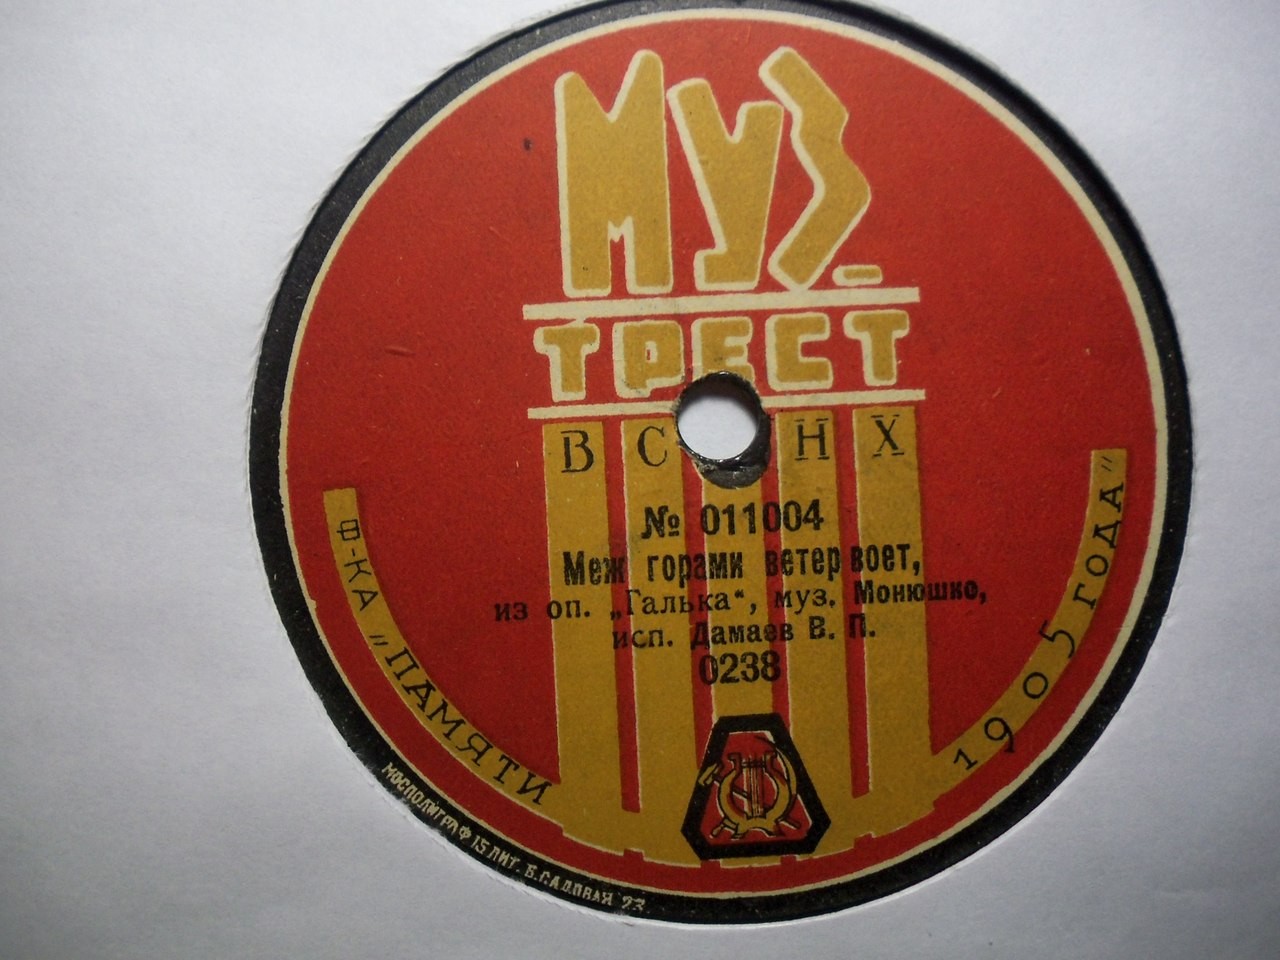 МУЗ-
ТРЕСТ
В С Н Х
№ 011004
Меж горами ветер воет,
из оп. „Галька“, муз. Монюшко,
исп. Дамаев В. П.
0238
Ф-КА „ПАМЯТИ 1905 ГОДА“
МОСПОЛИГРАФ 15 ЛИТ. Б. САДОВАЯ 23